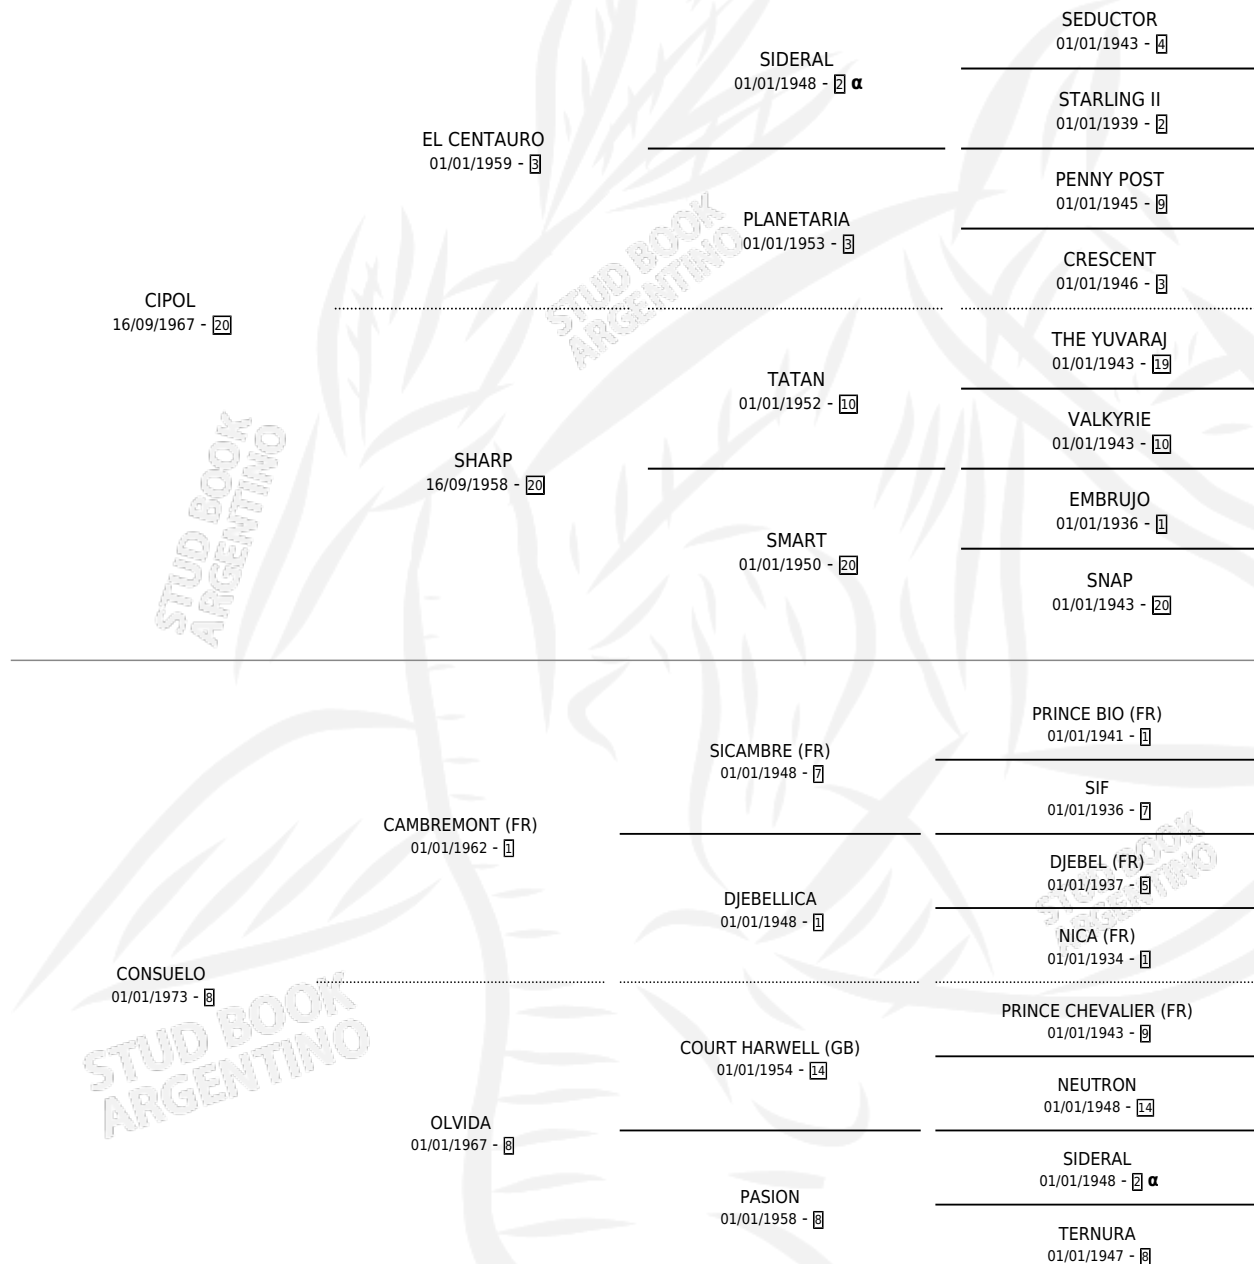 SEDUCTOR
01/01/1943 - 4
SIDERAL
01/01/1948 - 2 α
STARLING II
01/01/1939 - 2
EL CENTAURO
01/01/1959 - 3
PENNY POST
01/01/1945 - 9
PLANETARIA
01/01/1953 - 3
CRESCENT
01/01/1946 - 3
CIPOL
16/09/1967 - 20
STUD BOOK
ARGENTINO
THE YUVARAJ
01/01/1943 - 19
TATAN
01/01/1952 - 10
VALKYRIE
01/01/1943 - 10
SHARP
16/09/1958 - 20
EMBRUJO
01/01/1936 - 1
SMART
01/01/1950 - 20
SNAP
01/01/1943 - 20
STUD BOOK
ARGENTINO
PRINCE BIO (FR)
01/01/1941 - 1
SICAMBRE (FR)
01/01/1948 - 7
SIF
01/01/1936 - 7
CAMBREMONT (FR)
01/01/1962 - 1
DJEBEL (FR)
01/01/1937 - 5
DJEBELLICA
01/01/1948 - 1
NICA (FR)
01/01/1934 - 1
STUD BOOK
ARGENTINO
CONSUELO
01/01/1973 - 8
PRINCE CHEVALIER (FR)
01/01/1943 - 9
COURT HARWELL (GB)
01/01/1954 - 14
NEUTRON
01/01/1948 - 14
STUD BOOK
ARGENTINO
OLVIDA
01/01/1967 - 8
SIDERAL
01/01/1948 - 2 α
PASION
01/01/1958 - 8
TERNURA
01/01/1947 - 8